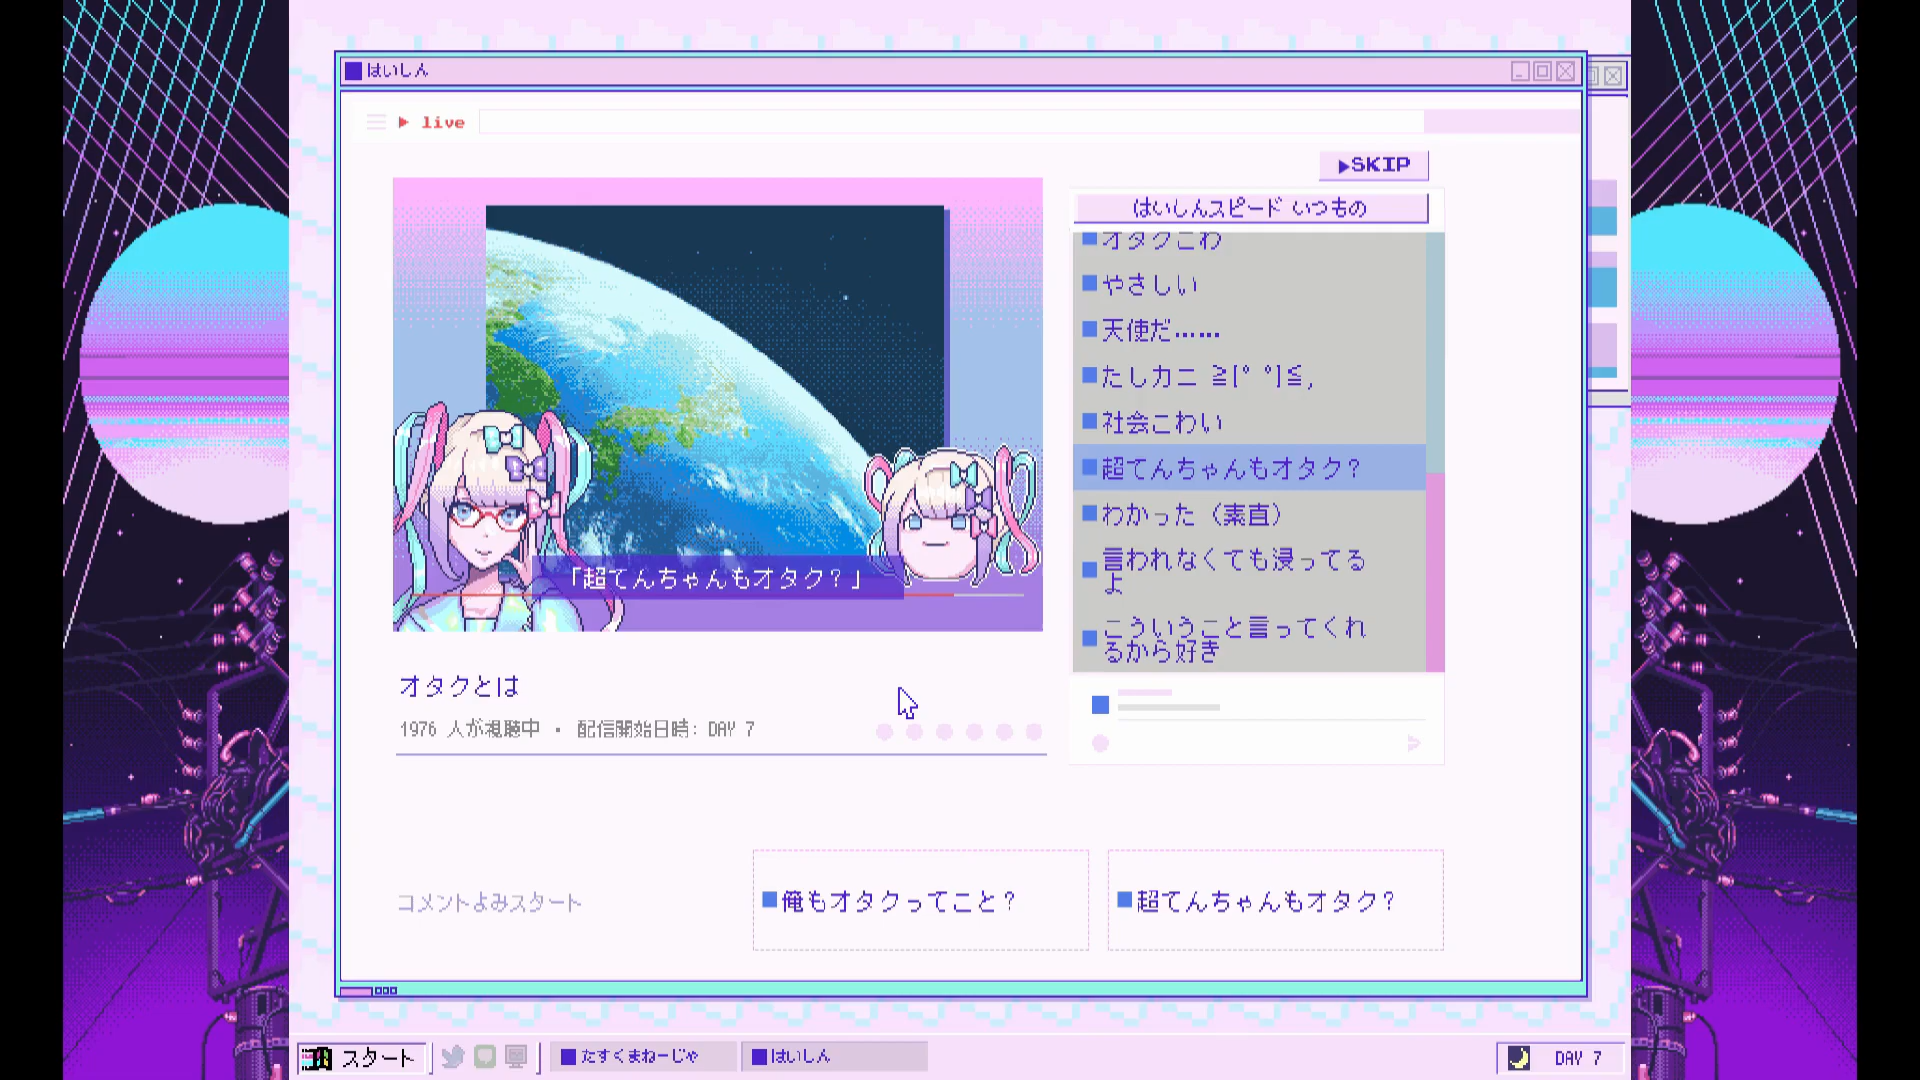 はいしん
live
▶SKIP
はいしんスピード いつもの
オタクこわ
やさしい
天使だ……
たしカニ ≧[° °]≦,
社会こわい
超てんちゃんもオタク?
わかった(素直)
言われなくても浸ってる
よ
こういうこと言ってくれ
るから好き
「超てんちゃんもオタク?」
オタクとは
1976 人が視聴中 ・ 配信開始日時: DAY 7
コメントよみスタート
俺もオタクってこと?
超てんちゃんもオタク?
スタート
たすくまねーじゃ
はいしん
DAY 7